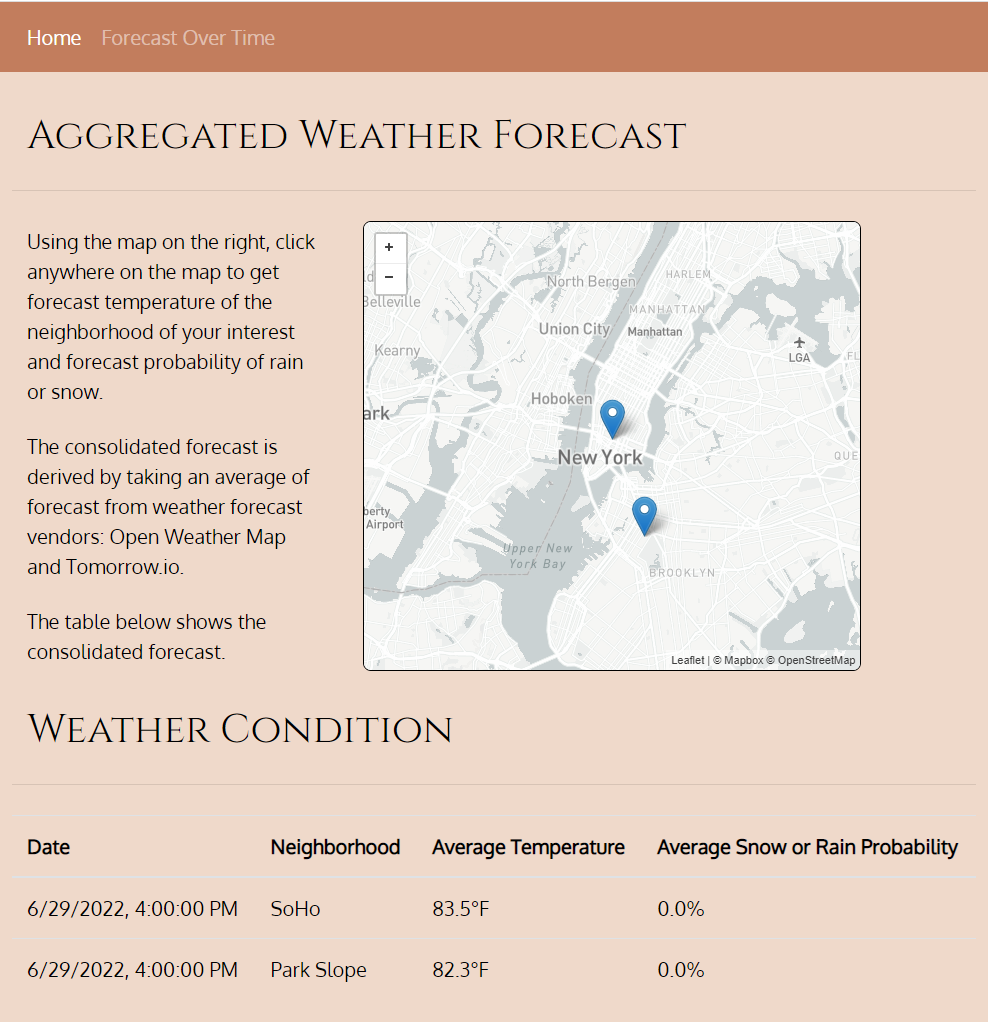 Home Forecast Over Time
Aggregated Weather Forecast
Using the map on the right, click
anywhere on the map to get
forecast temperature of the
neighborhood of your interest
and forecast probability of rain
or snow.
The consolidated forecast is
derived by taking an average of
forecast from weather forecast
vendors: Open Weather Map
and Tomorrow.io.
The table below shows the
consolidated forecast.
+
−
ld
Belleville
North Bergen
HARLEM
MANHATTAN
Union City
Manhattan
Kearny
LGA
FL
Hoboken
ark
New York
QUE
berty
Airport
Upper New
York Bay
BROOKLYN
Leaflet | © Mapbox © OpenStreetMap
Weather Condition
Date Neighborhood Average Temperature Average Snow or Rain Probability
6/29/2022, 4:00:00 PM SoHo 83.5°F 0.0%
6/29/2022, 4:00:00 PM Park Slope 82.3°F 0.0%